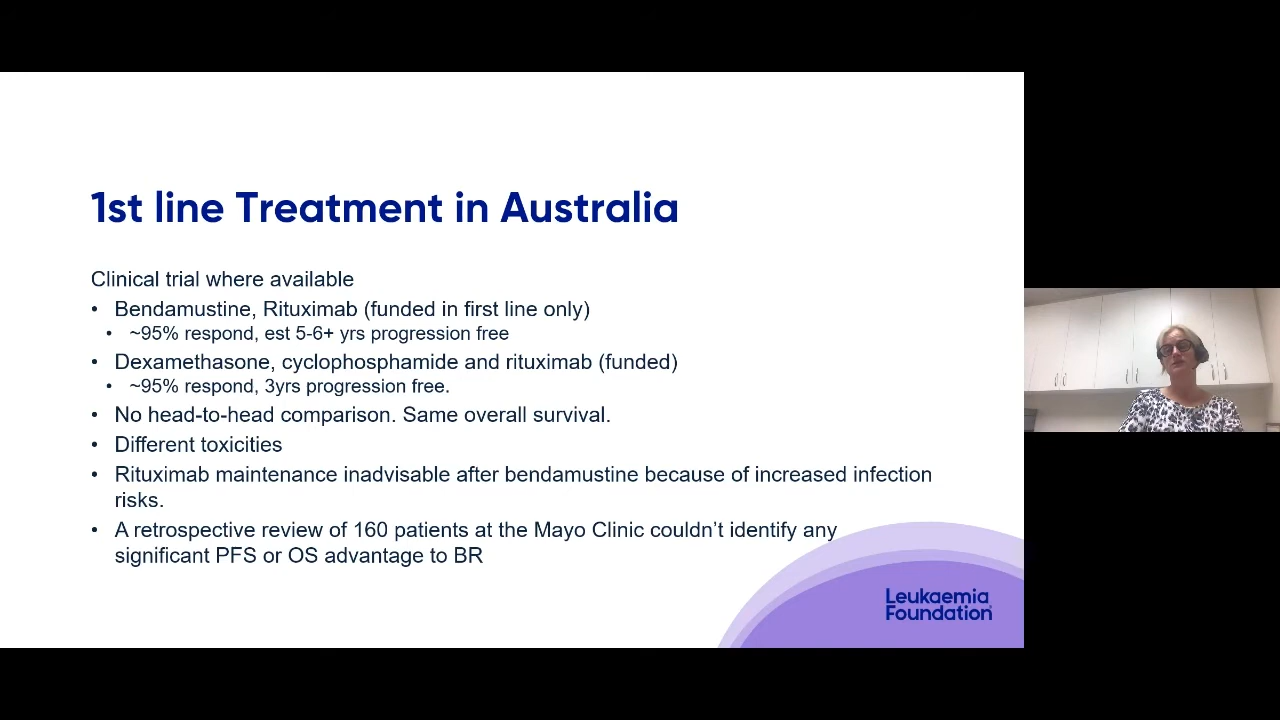 1st line Treatment in Australia
Clinical trial where available
• Bendamustine, Rituximab (funded in first line only)
• ~95% respond, est 5-6+ yrs progression free
• Dexamethasone, cyclophosphamide and rituximab (funded)
• ~95% respond, 3yrs progression free.
• No head-to-head comparison. Same overall survival.
• Different toxicities
• Rituximab maintenance inadvisable after bendamustine because of increased infection
risks.
• A retrospective review of 160 patients at the Mayo Clinic couldn’t identify any
significant PFS or OS advantage to BR
Leukaemia
Foundation